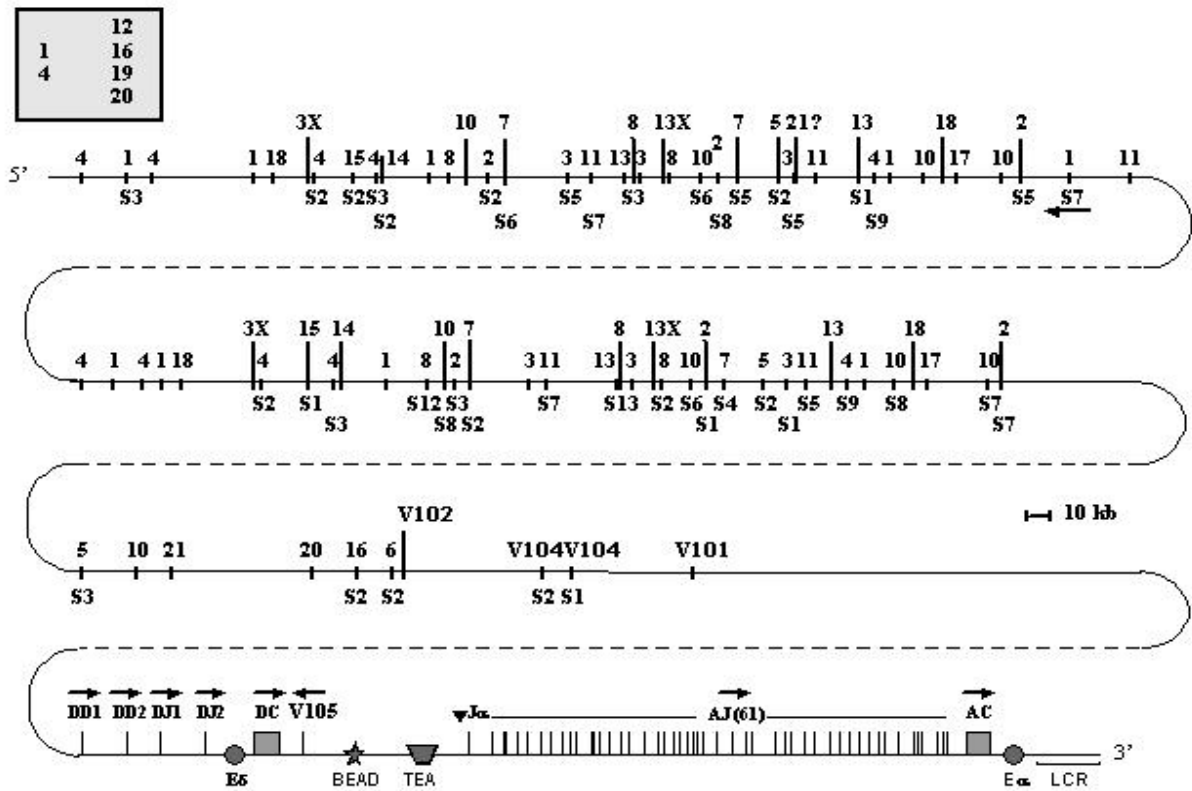 12
1 16
4 19
20
3X 10 7 8 13X 7 5 21? 13 18 2
4 1 4 1 18 4 15 4 14 1 8 2 3 11 13 3 8 10 2 3 11 4 1 10 17 10 1 11
5'
S3 S2 S2 S3 S2 S5 S3 S6 S5 S2 S1 S5 S7
S2 S6 S7 S8 S5 S9
3X 15 14 10 7 8 13X 2 13 18 2
4 1 4 1 18 4 4 1 8 2 3 11 13 3 8 10 7 5 3 11 4 1 10 17 10
S2 S1 S12 S3 S7 S13 S2 S6 S4 S2 S5 S9 S8 S7
S3 S8 S2 S1 S1 S7
V102
10 kb
5 10 21 20 16 6 V104 V104 V101
S3 S2 S2 S2 S1
DD1 DD2 DJ1 DJ2 DC V105 Jα AJ(61) AC
3'
Eδ BEAD TEA Eα LCR